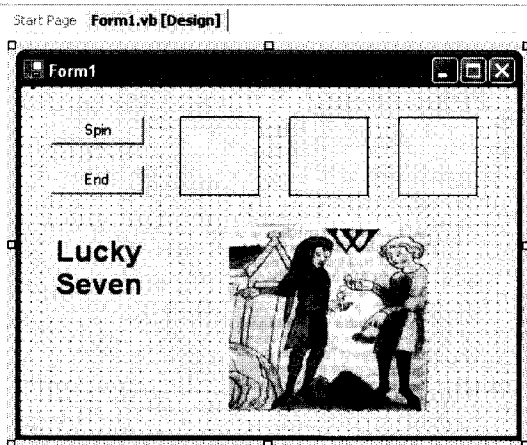 Start Page Form1.vb [Design]
Form1
Spin
End
Lucky
Seven